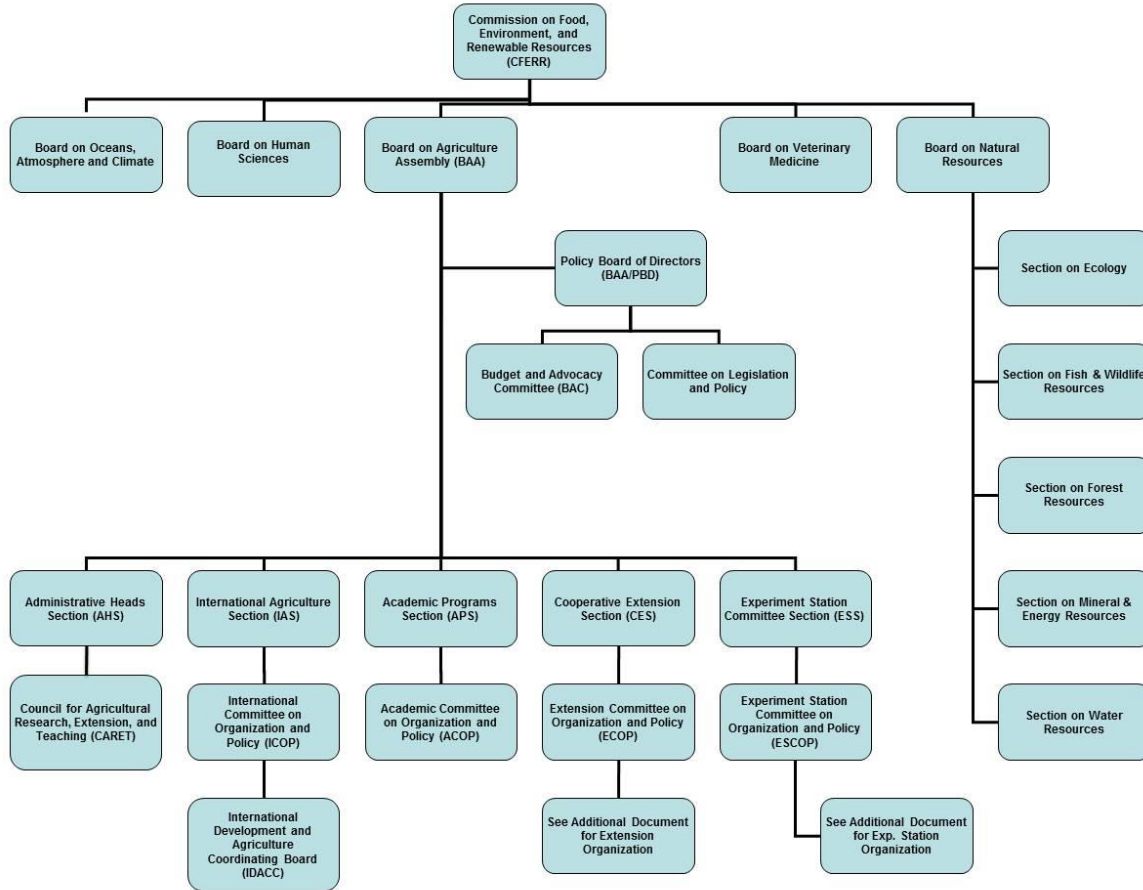 Commission on Food,
Environment, and
Renewable Resources
(CFERR)
Board on Oceans,
Atmosphere and Climate
Board on Human
Sciences
Board on Agriculture
Assembly (BAA)
Board on Veterinary
Medicine
Board on Natural
Resources
Policy Board of Directors
(BAA/PBD)
Section on Ecology
Budget and Advocacy
Committee (BAC)
Committee on Legislation
and Policy
Section on Fish & Wildlife
Resources
Section on Forest
Resources
Administrative Heads
Section (AHS)
International Agriculture
Section (IAS)
Academic Programs
Section (APS)
Cooperative Extension
Section (CES)
Experiment Station
Committee Section (ESS)
Section on Mineral &
Energy Resources
Council for Agricultural
Research, Extension, and
Teaching (CARET)
International
Committee on
Organization and
Policy (ICOP)
Academic Committee
on Organization and
Policy (ACOP)
Extension Committee on
Organization and Policy
(ECOP)
Experiment Station
Committee on
Organization and Policy
(ESCOP)
Section on Water
Resources
International
Development and
Agriculture
Coordinating Board
(IDACC)
See Additional Document
for Extension
Organization
See Additional Document
for Exp. Station
Organization